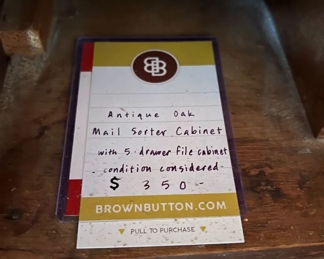 Antique Oak
Mail Sorter Cabinet
with 5-drawer file cabinet
- condition considered -
$ 350-
BROWNBUTTON.COM
PULL TO PURCHASE